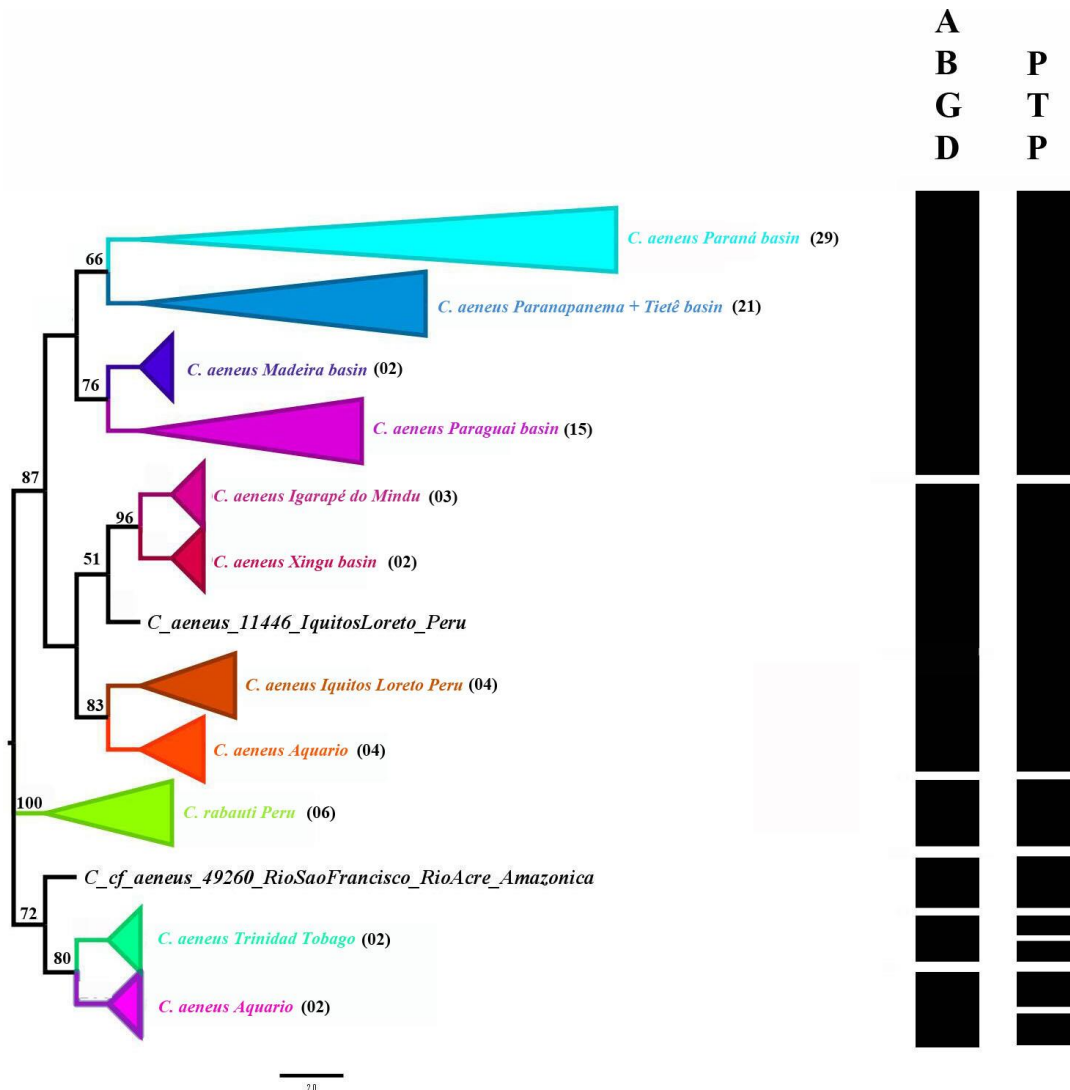 A
B P
G T
D P
C. aeneus Paraná basin (29)
66
C. aeneus Paranapanema + Tietê basin (21)
C. aeneus Madeira basin (02)
76
C. aeneus Paraguai basin (15)
87
C. aeneus Igarapé do Mindu (03)
96
51
C. aeneus Xingu basin (02)
C_aeneus_11446_IquitosLoreto_Peru
C. aeneus Iquitos Loreto Peru (04)
83
C. aeneus Aquario (04)
100
C. rabauti Peru (06)
C_cf_aeneus_49260_RioSaoFrancisco_RioAcre_Amazonica
72
C. aeneus Trinidad Tobago (02)
80
C. aeneus Aquario (02)
2.0